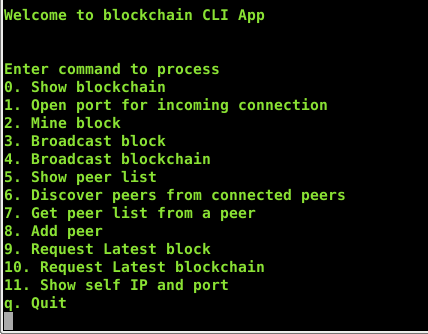 Welcome to blockchain CLI App
Enter command to process
0. Show blockchain
1. Open port for incoming connection
2. Mine block
3. Broadcast block
4. Broadcast blockchain
5. Show peer list
6. Discover peers from connected peers
7. Get peer list from a peer
8. Add peer
9. Request Latest block
10. Request Latest blockchain
11. Show self IP and port
q. Quit